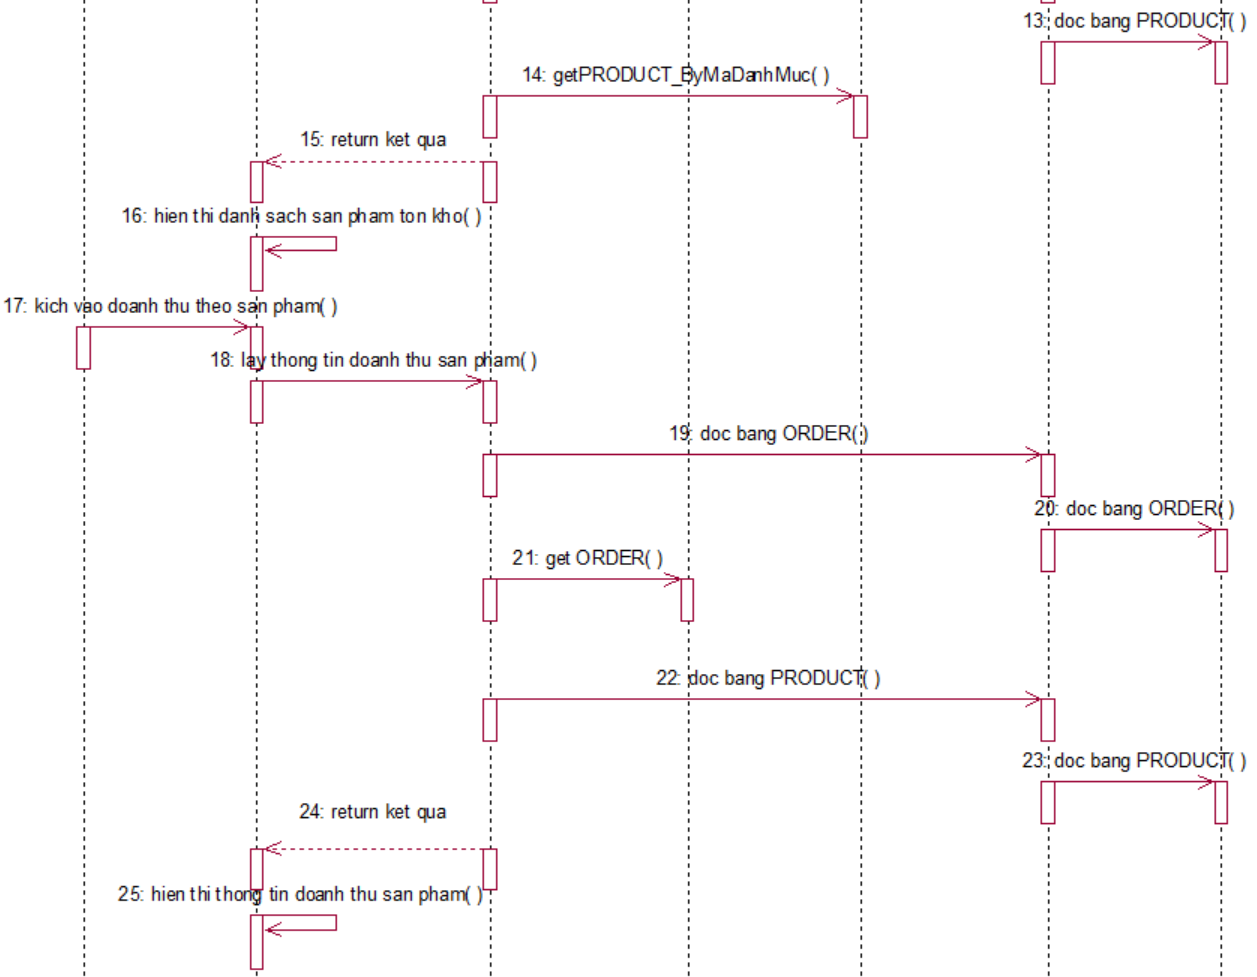 13: doc bang PRODUCT( )
14: getPRODUCT_ByMaDanhMuc( )
15: return ket qua
16: hien thi danh sach san pham ton kho( )
17: kich vao doanh thu theo san pham( )
18: lay thong tin doanh thu san pham( )
19: doc bang ORDER( )
20: doc bang ORDER( )
21: get ORDER( )
22: doc bang PRODUCT( )
23: doc bang PRODUCT( )
24: return ket qua
25: hien thi thong tin doanh thu san pham( )